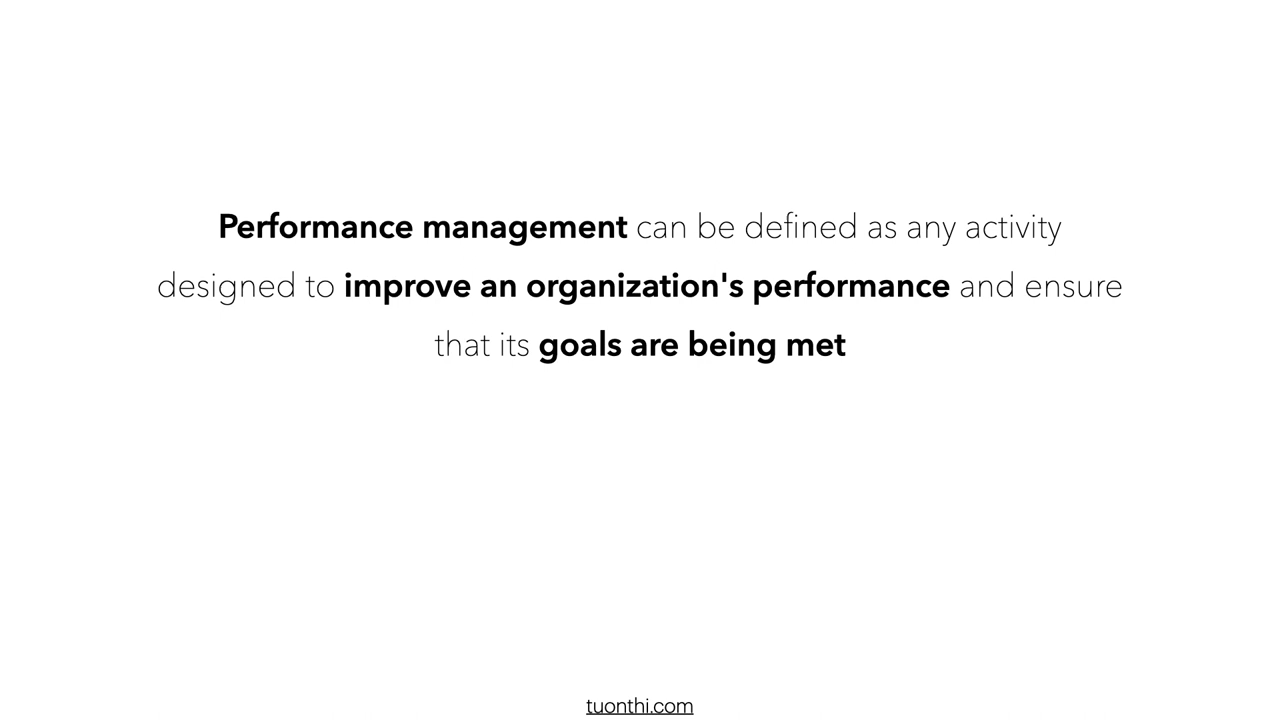 Performance management can be defined as any activity
designed to improve an organization's performance and ensure
that its goals are being met
tuonthi.com